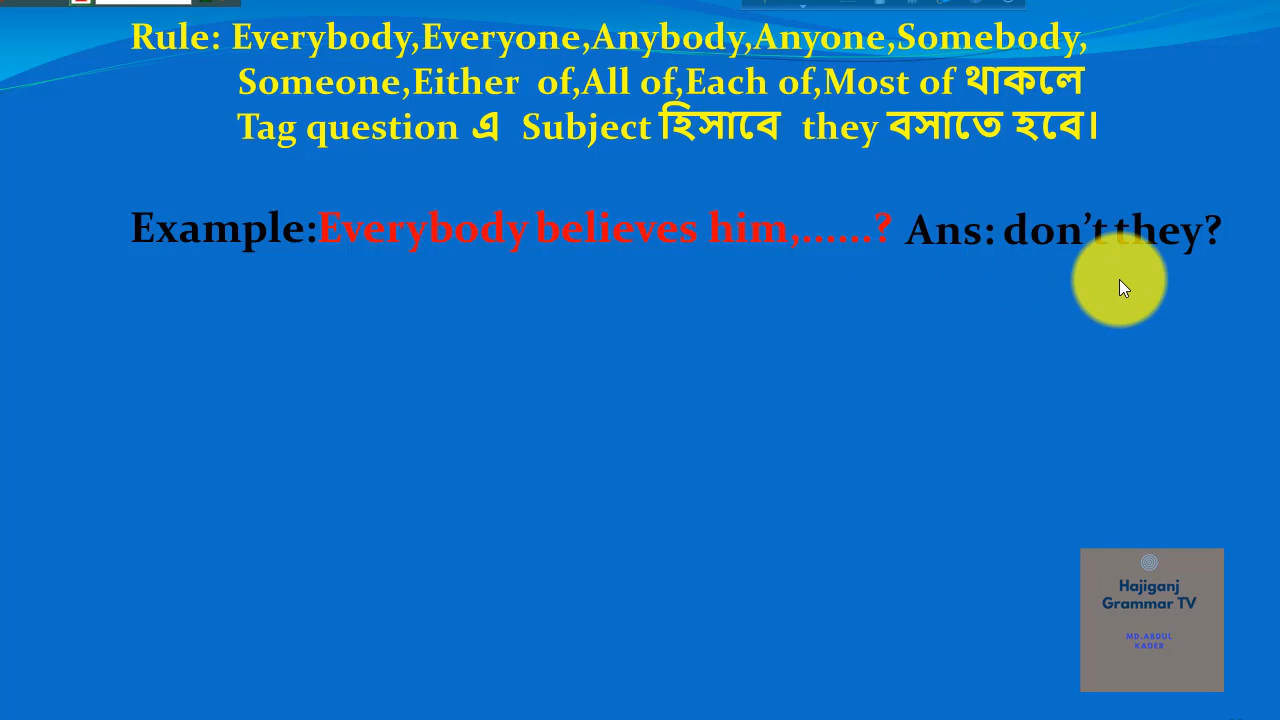 Rule: Everybody,Everyone,Anybody,Anyone,Somebody,
Someone,Either of,All of,Each of,Most of থাকলে
Tag question এ Subject হিসাবে they বসাতে হবে।
Example:Everybody believes him,......? Ans: don’t they?
Hajiganj
Grammar TV
MD.ABDUL
KADER